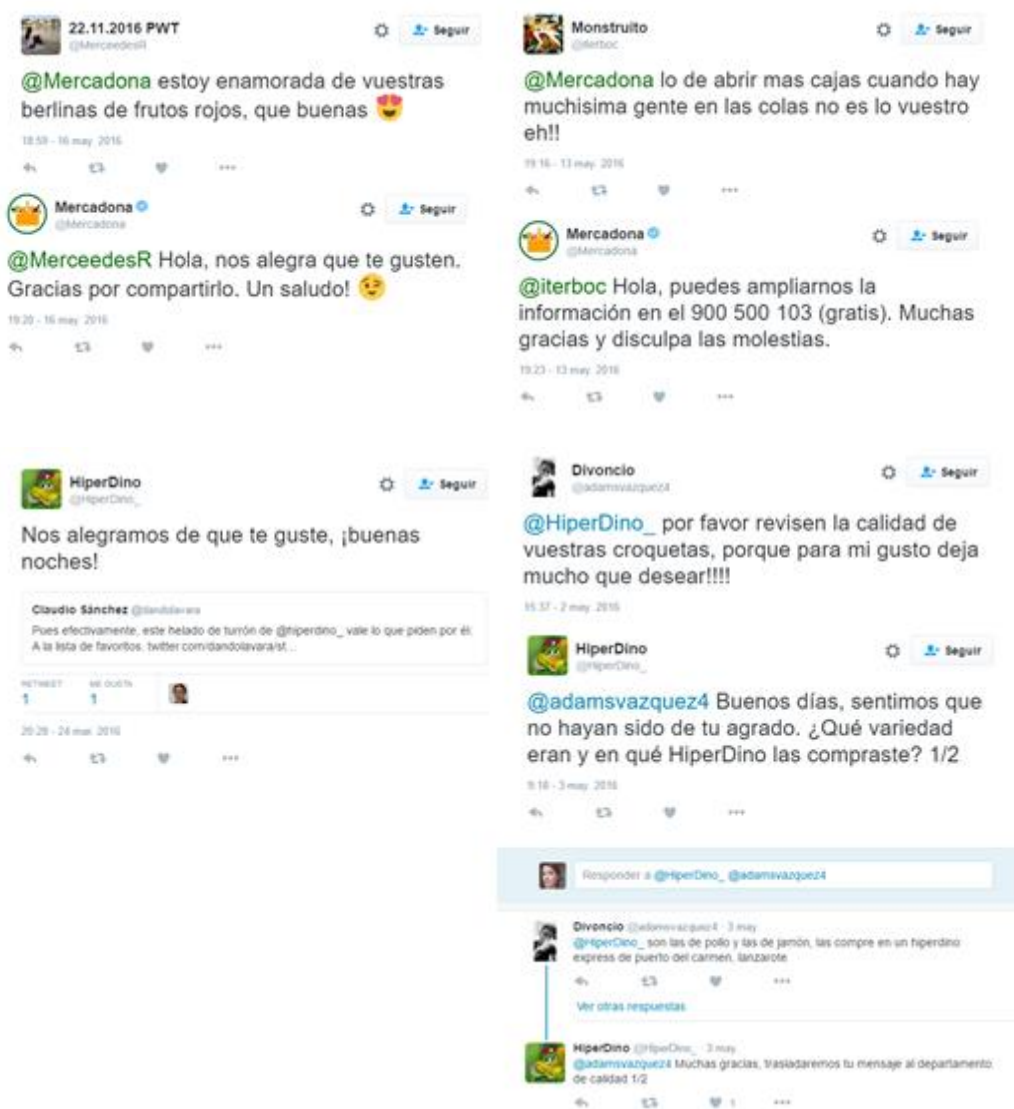 22.11.2016 PWT
@MerceedesR
Seguir
@Mercadona estoy enamorada de vuestras
berlinas de frutos rojos, que buenas 😍
18:59 - 16 may. 2016
Mercadona
@Mercadona
Seguir
@MerceedesR Hola, nos alegra que te gusten.
Gracias por compartirlo. Un saludo! 😉
19:20 - 16 may. 2016
Monstruito
@iterboc
Seguir
@Mercadona lo de abrir mas cajas cuando hay
muchisima gente en las colas no es lo vuestro
eh!!
19:16 - 13 may. 2016
Mercadona
@Mercadona
Seguir
@iterboc Hola, puedes ampliarnos la
información en el 900 500 103 (gratis). Muchas
gracias y disculpa las molestias.
19:23 - 13 may. 2016
HiperDino
@HiperDino_
Seguir
Nos alegramos de que te guste, ¡buenas
noches!
Claudio Sánchez @dandolavara
Pues efectivamente, este helado de turrón de @hiperdino_ vale lo que piden por él.
A la lista de favoritos. twitter.com/dandolavara/st...
RETWEET ME GUSTA
1 1
20:28 - 24 mar. 2016
Divoncio
@adamsvazquez4
Seguir
@HiperDino_ por favor revisen la calidad de
vuestras croquetas, porque para mi gusto deja
mucho que desear!!!!
15:37 - 2 may. 2016
HiperDino
@HiperDino_
Seguir
@adamsvazquez4 Buenos días, sentimos que
no hayan sido de tu agrado. ¿Qué variedad
eran y en qué HiperDino las compraste? 1/2
9:18 - 3 may. 2016
Responder a @HiperDino_ @adamsvazquez4
Divoncio @adamsvazquez4 · 3 may.
@HiperDino_ son las de pollo y las de jamón, las compre en un hiperdino
express de puerto del carmen, lanzarote
Ver otras respuestas
HiperDino @HiperDino_ · 3 may.
@adamsvazquez4 Muchas gracias, trasladaremos tu mensaje al departamento
de calidad 1/2
1